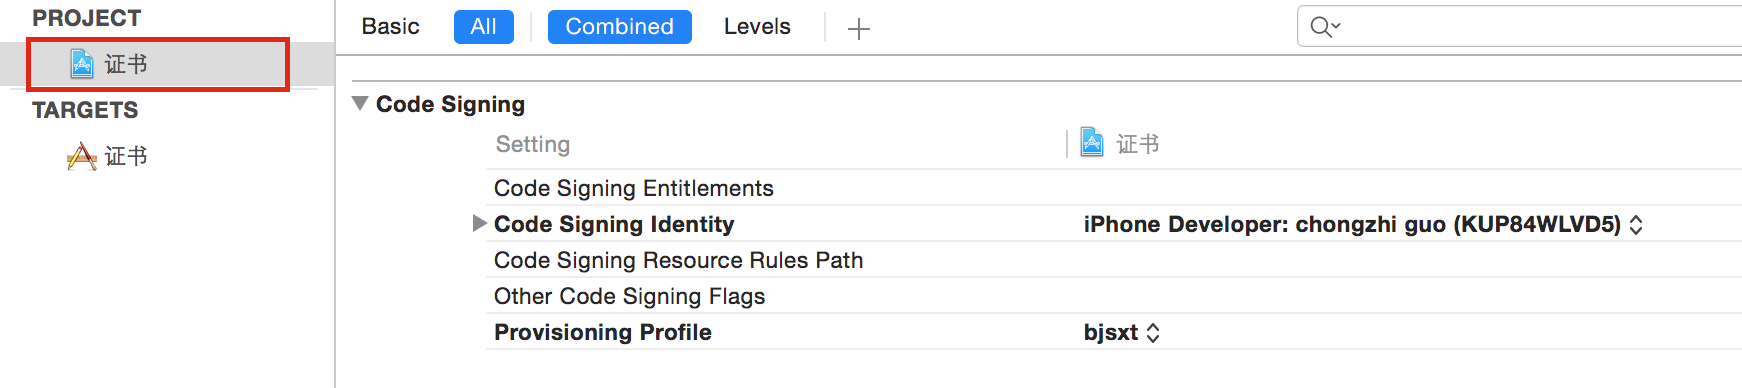 PROJECT
证书
TARGETS
证书
Basic All Combined Levels
Code Signing
Setting 证书
Code Signing Entitlements
Code Signing Identity iPhone Developer: chongzhi guo (KUP84WLVD5)
Code Signing Resource Rules Path
Other Code Signing Flags
Provisioning Profile bjsxt